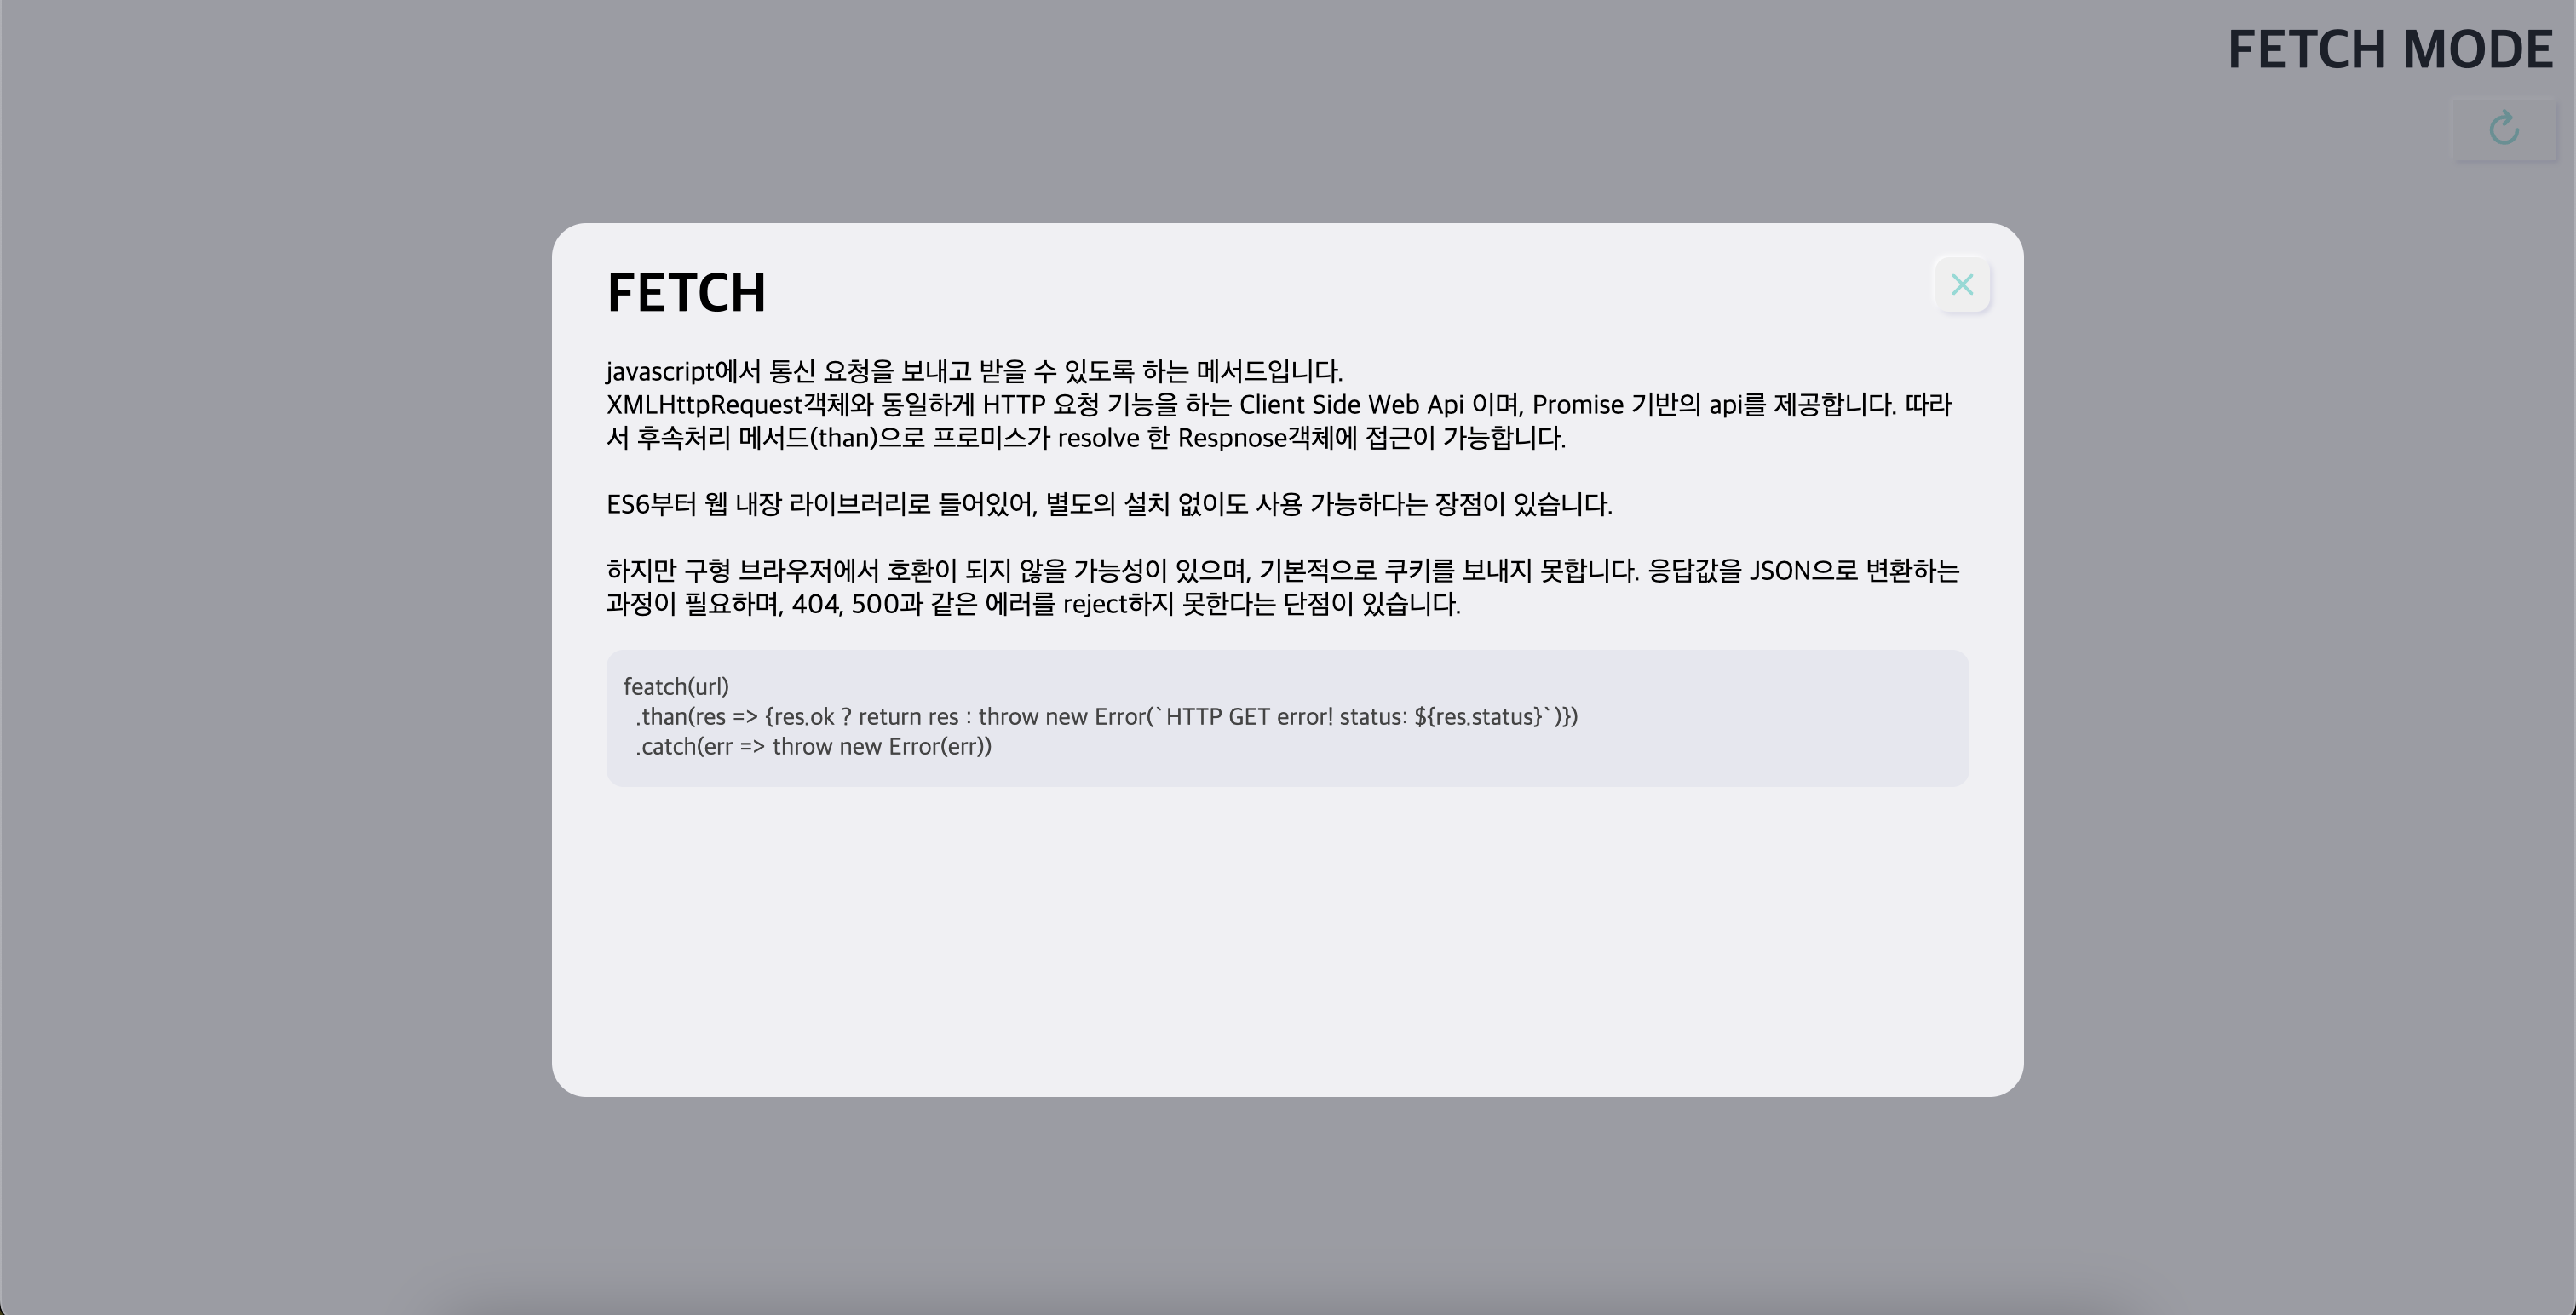 FETCH MODE
FETCH
javascript에서 통신 요청을 보내고 받을 수 있도록 하는 메서드입니다.
XMLHttpRequest객체와 동일하게 HTTP 요청 기능을 하는 Client Side Web Api 이며, Promise 기반의 api를 제공합니다. 따라
서 후속처리 메서드(than)으로 프로미스가 resolve 한 Respnose객체에 접근이 가능합니다.
ES6부터 웹 내장 라이브러리로 들어있어, 별도의 설치 없이도 사용 가능하다는 장점이 있습니다.
하지만 구형 브라우저에서 호환이 되지 않을 가능성이 있으며, 기본적으로 쿠키를 보내지 못합니다. 응답값을 JSON으로 변환하는
과정이 필요하며, 404, 500과 같은 에러를 reject하지 못한다는 단점이 있습니다.
featch(url)
.than(res => {res.ok ? return res : throw new Error(`HTTP GET error! status: ${res.status}`)})
.catch(err => throw new Error(err))